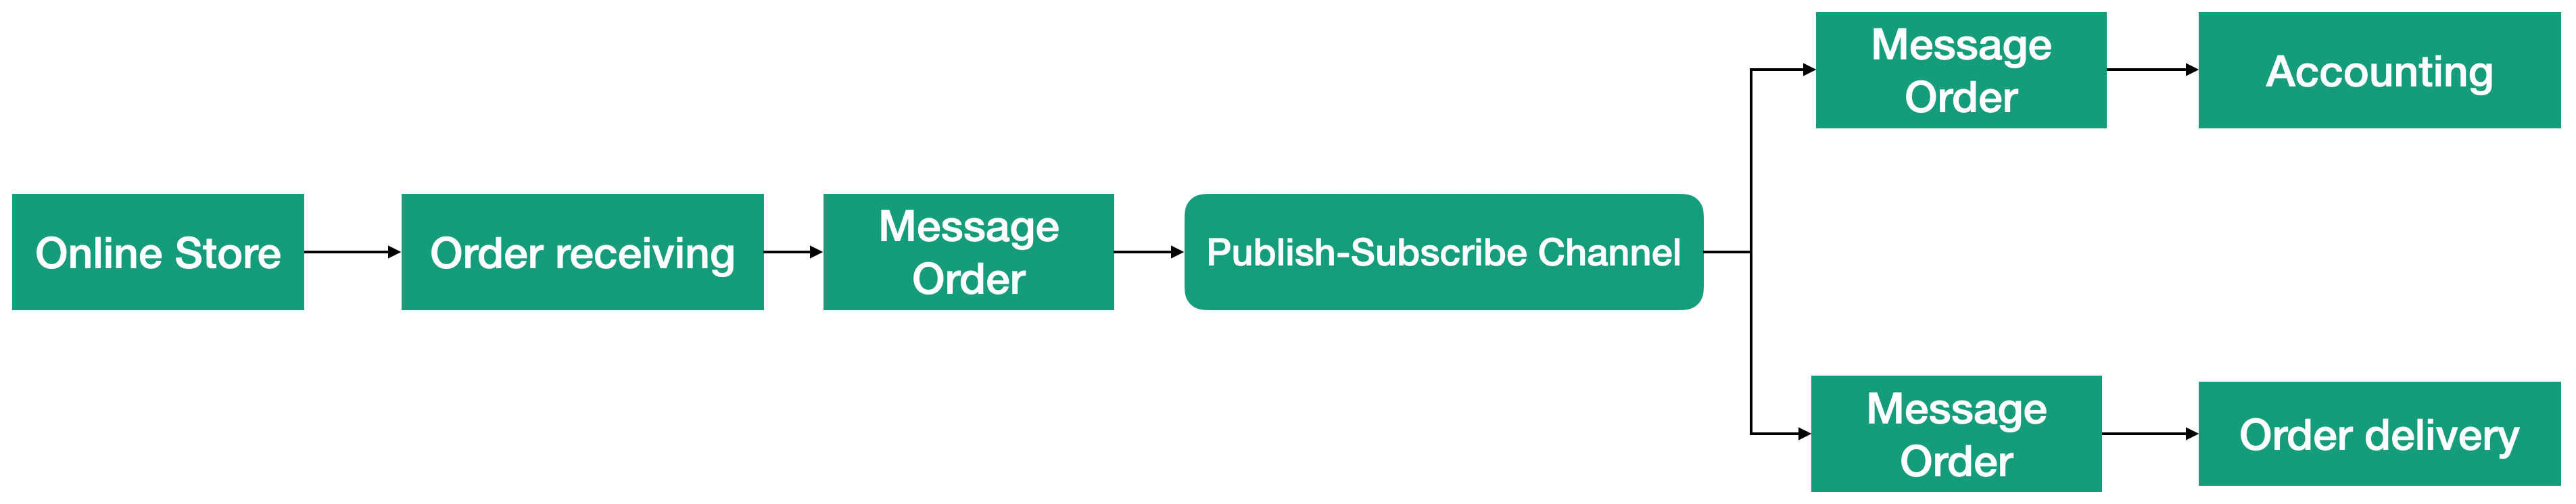 Online Store
Order receiving
Message
Order
Publish-Subscribe Channel
Message
Order
Accounting
Message
Order
Order delivery